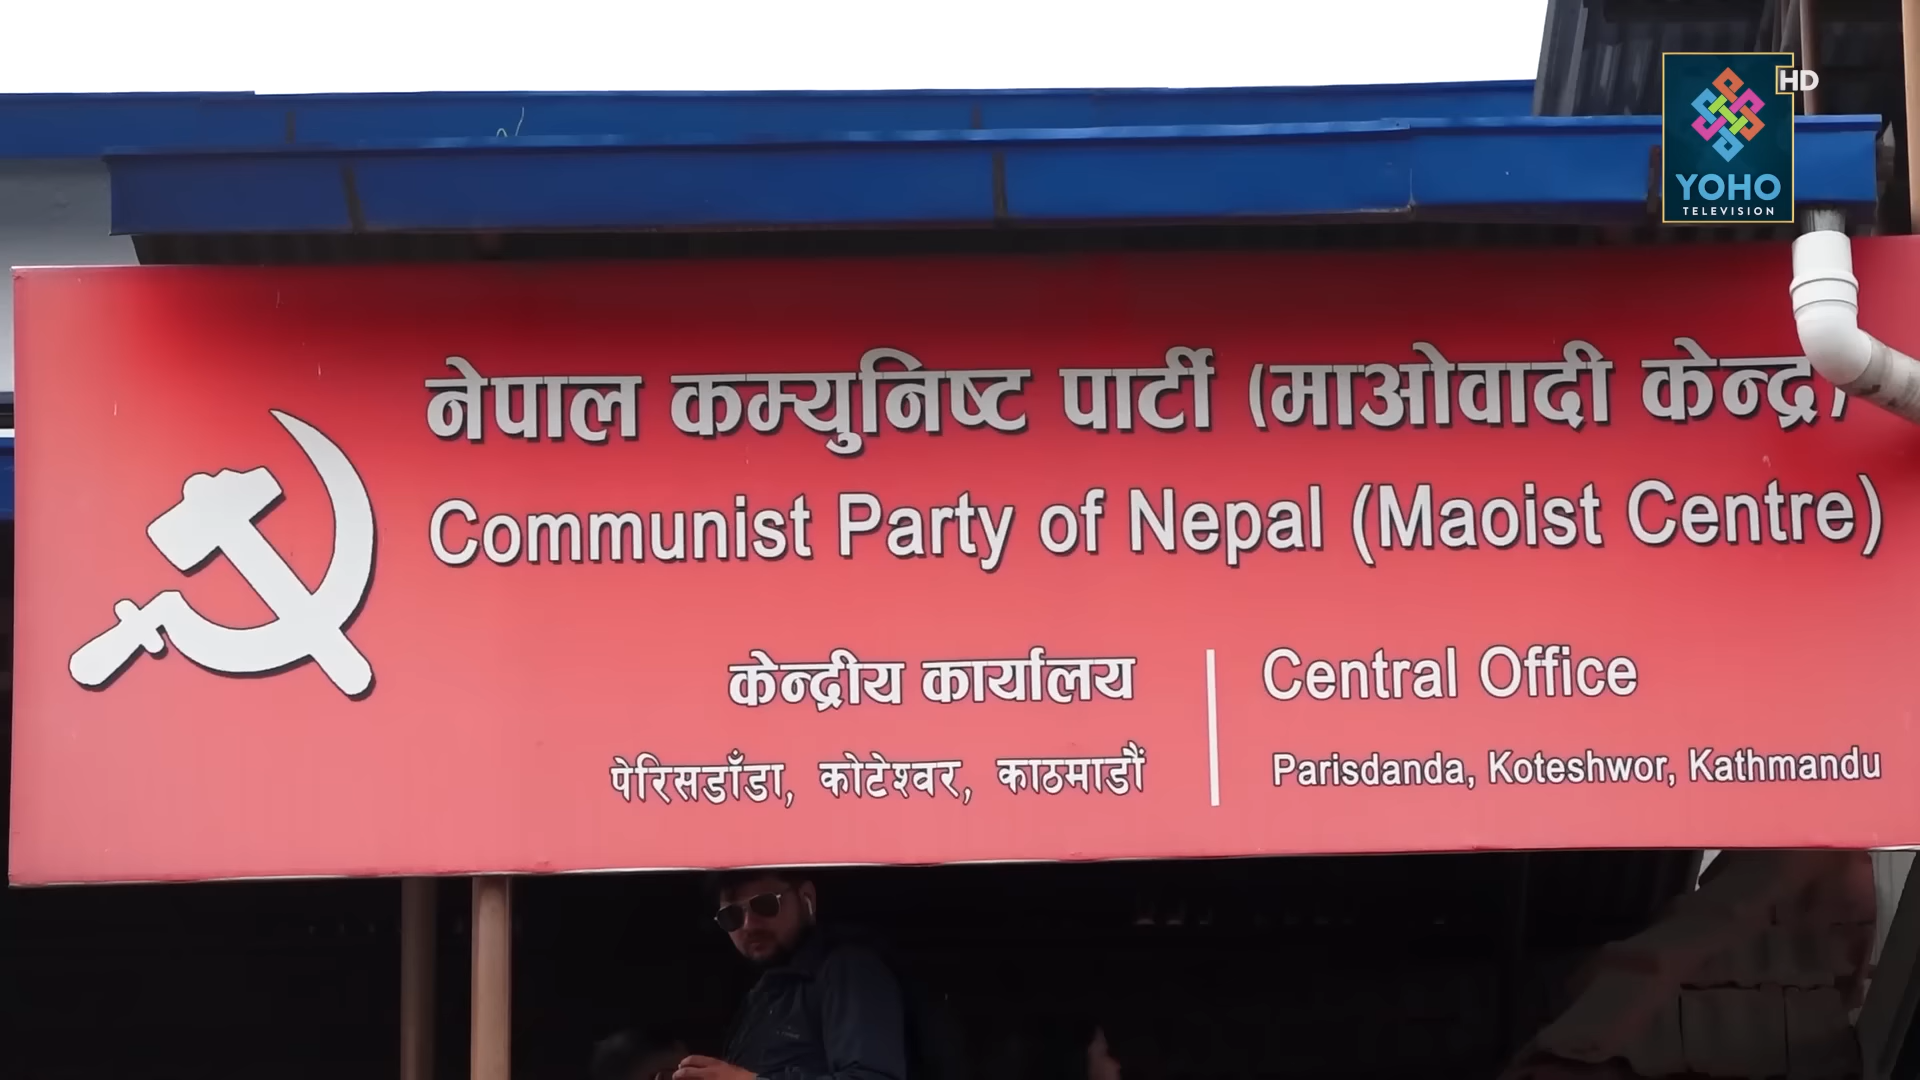 HD
YOHO
TELEVISION
नेपाल कम्युनिष्ट पार्टी (माओवादी केन्द्र)
Communist Party of Nepal (Maoist Centre)
केन्द्रीय कार्यालय
पेरिसडाँडा, कोटेश्वर, काठमाडौं
Central Office
Parisdanda, Koteshwor, Kathmandu